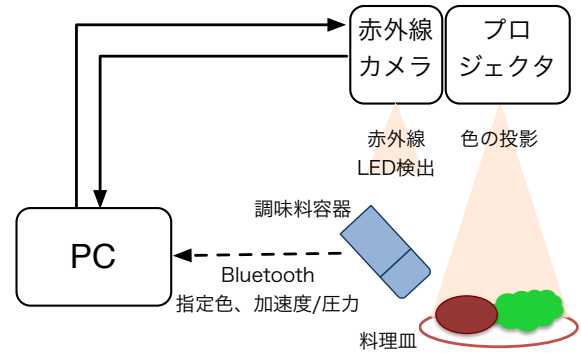 赤外線
カメラ
プロ
ジェクタ
赤外線
LED検出
色の投影
調味料容器
PC
Bluetooth
指定色、加速度/圧力
料理皿